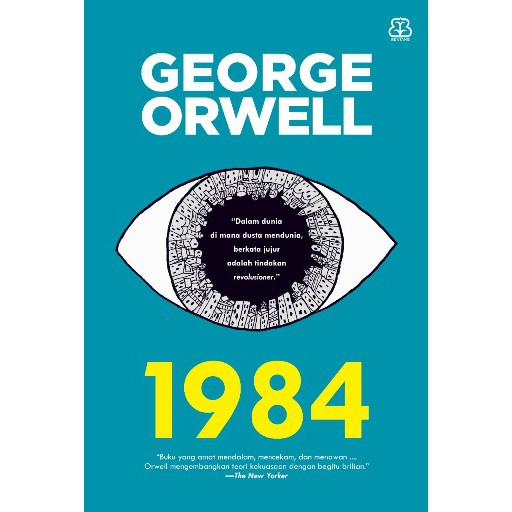 BENTANG
GEORGE
ORWELL
“Dalam dunia
di mana dusta mendunia,
berkata jujur
adalah tindakan
revolusioner.”
1984
“Buku yang amat mendalam, mencekam, dan menawan ...
Orwell mengembangkan teori kekuasaan dengan begitu brilian.”
—The New Yorker